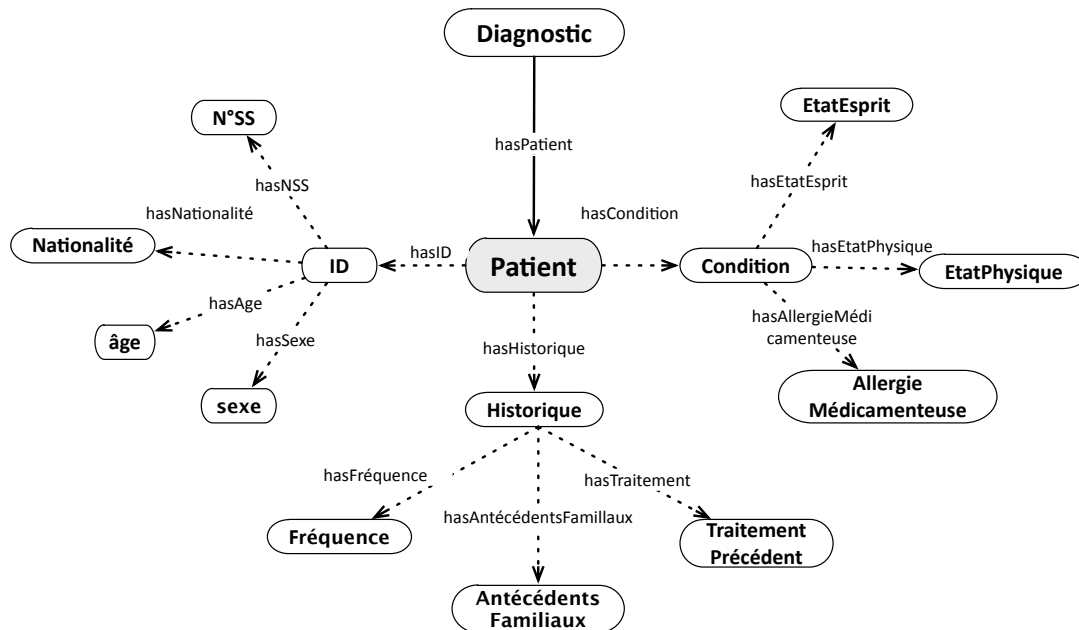 Diagnostic
N°SS
EtatEsprit
hasPatient
hasNSS
hasEtatEsprit
hasNationalité
hasCondition
Nationalité
hasEtatPhysique
hasID
ID
Patient
Condition
EtatPhysique
hasAge
hasAllergieMédi
camenteuse
âge
hasSexe
hasHistorique
Allergie
Médicamenteuse
sexe
Historique
hasFréquence
hasTraitement
hasAntécédentsFamillaux
Fréquence
Traitement
Précédent
Antécédents
Familiaux